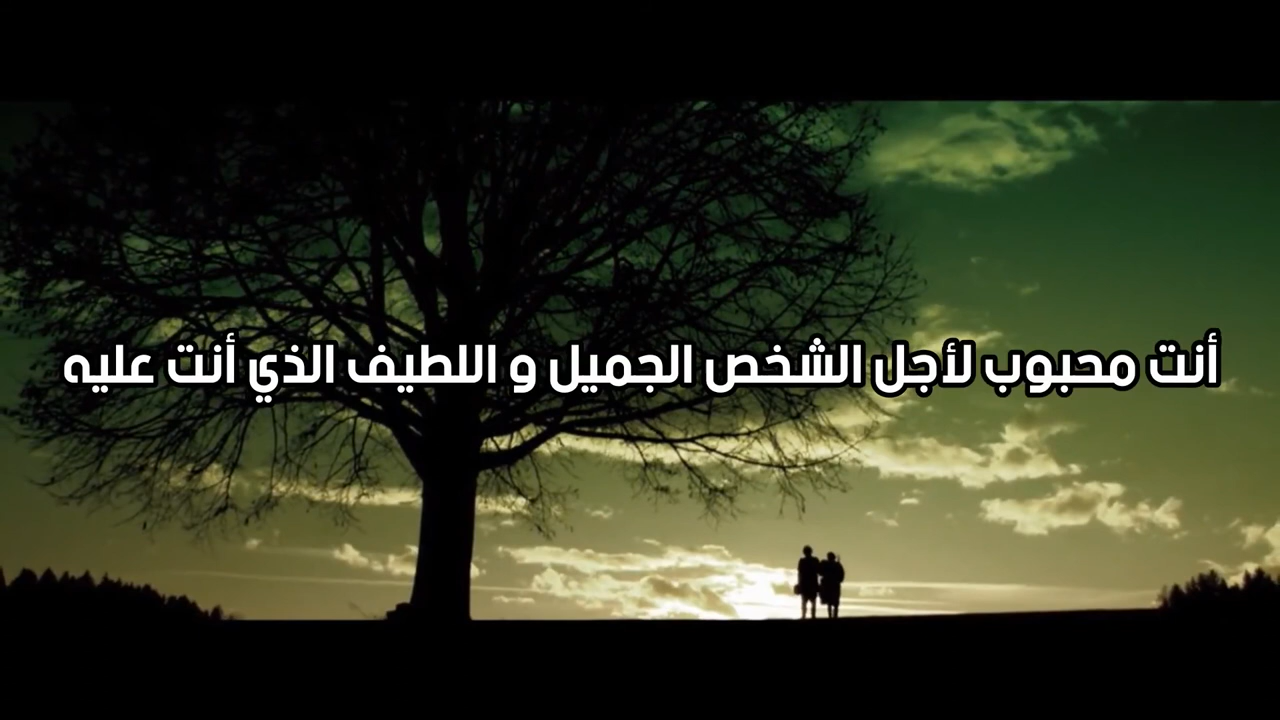 أنت محبوب لأجل الشخص الجميل و اللطيف الذي أنت عليه